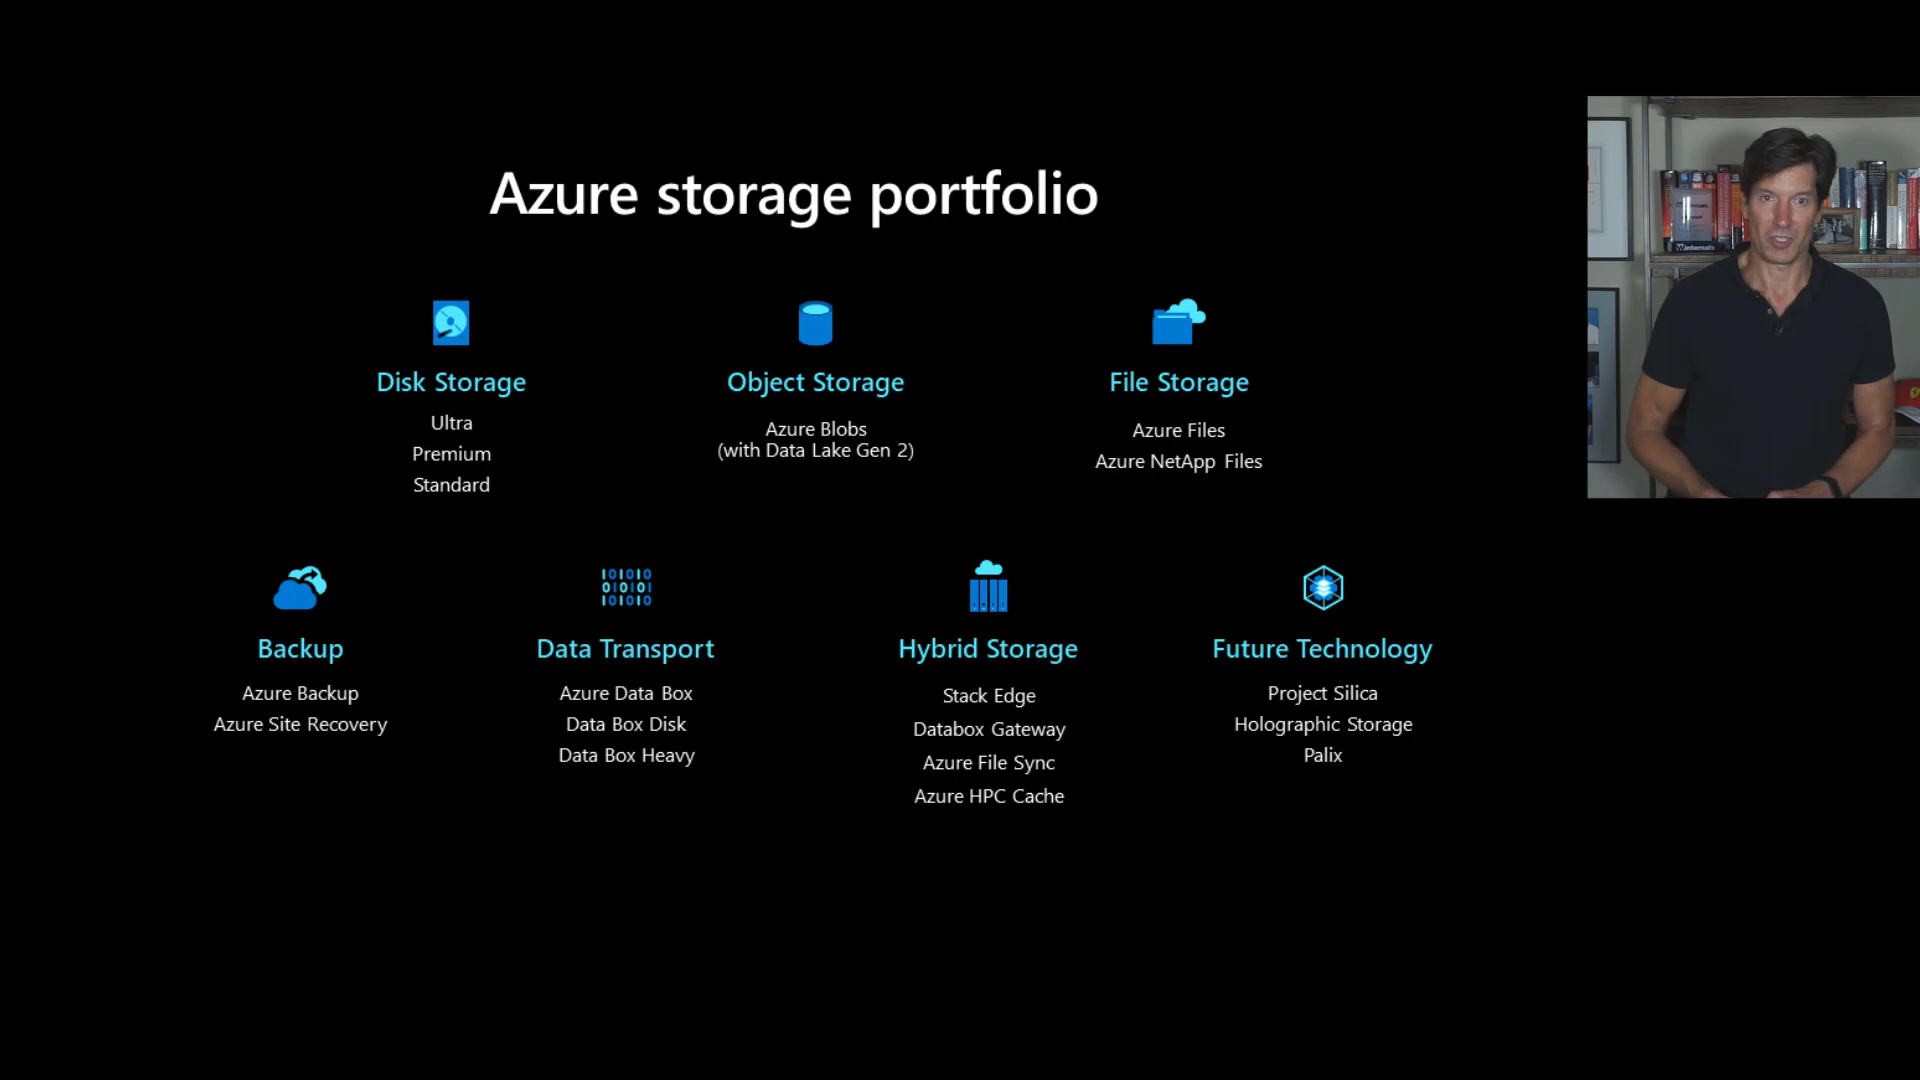 Azure storage portfolio
Disk Storage
Ultra
Premium
Standard
Object Storage
Azure Blobs
(with Data Lake Gen 2)
File Storage
Azure Files
Azure NetApp Files
Backup
Azure Backup
Azure Site Recovery
Data Transport
Azure Data Box
Data Box Disk
Data Box Heavy
Hybrid Storage
Stack Edge
Databox Gateway
Azure File Sync
Azure HPC Cache
Future Technology
Project Silica
Holographic Storage
Palix
101010
010101
101010